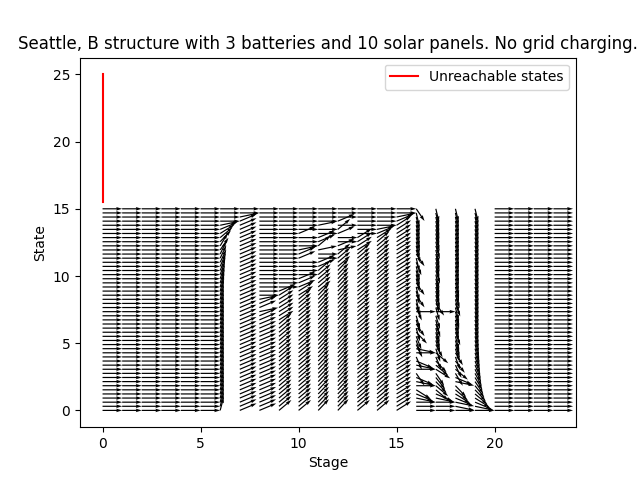 Seattle, B structure with 3 batteries and 10 solar panels. No grid charging.
Unreachable states
25
20
15
10
5
0
State
0 5 10 15 20
Stage